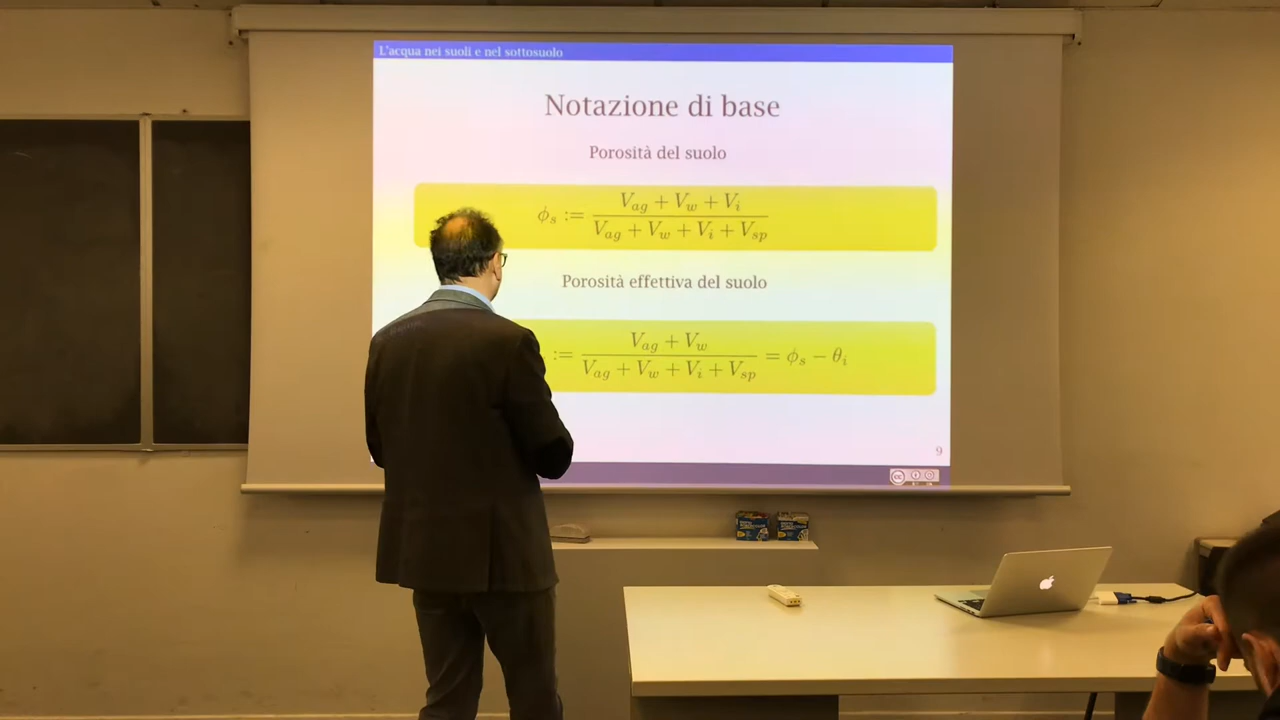 L'acqua nei suoli e nel sottosuolo
Notazione di base
Porosità del suolo
ϕ_s := (V_ag + V_w + V_i) / (V_ag + V_w + V_i + V_sp)
Porosità effettiva del suolo
:= (V_ag + V_w) / (V_ag + V_w + V_i + V_sp) = ϕ_s − θ_i
9
cc